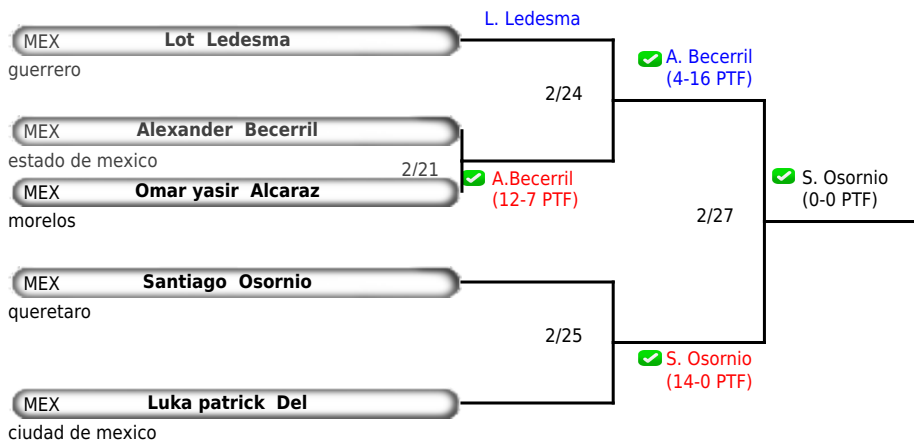 L. Ledesma
MEX Lot Ledesma
guerrero
A. Becerril
(4-16 PTF)
2/24
MEX Alexander Becerril
estado de mexico
2/21
A.Becerril
(12-7 PTF)
MEX Omar yasir Alcaraz
morelos
S. Osornio
(0-0 PTF)
2/27
MEX Santiago Osornio
queretaro
2/25
S. Osornio
(14-0 PTF)
MEX Luka patrick Del
ciudad de mexico